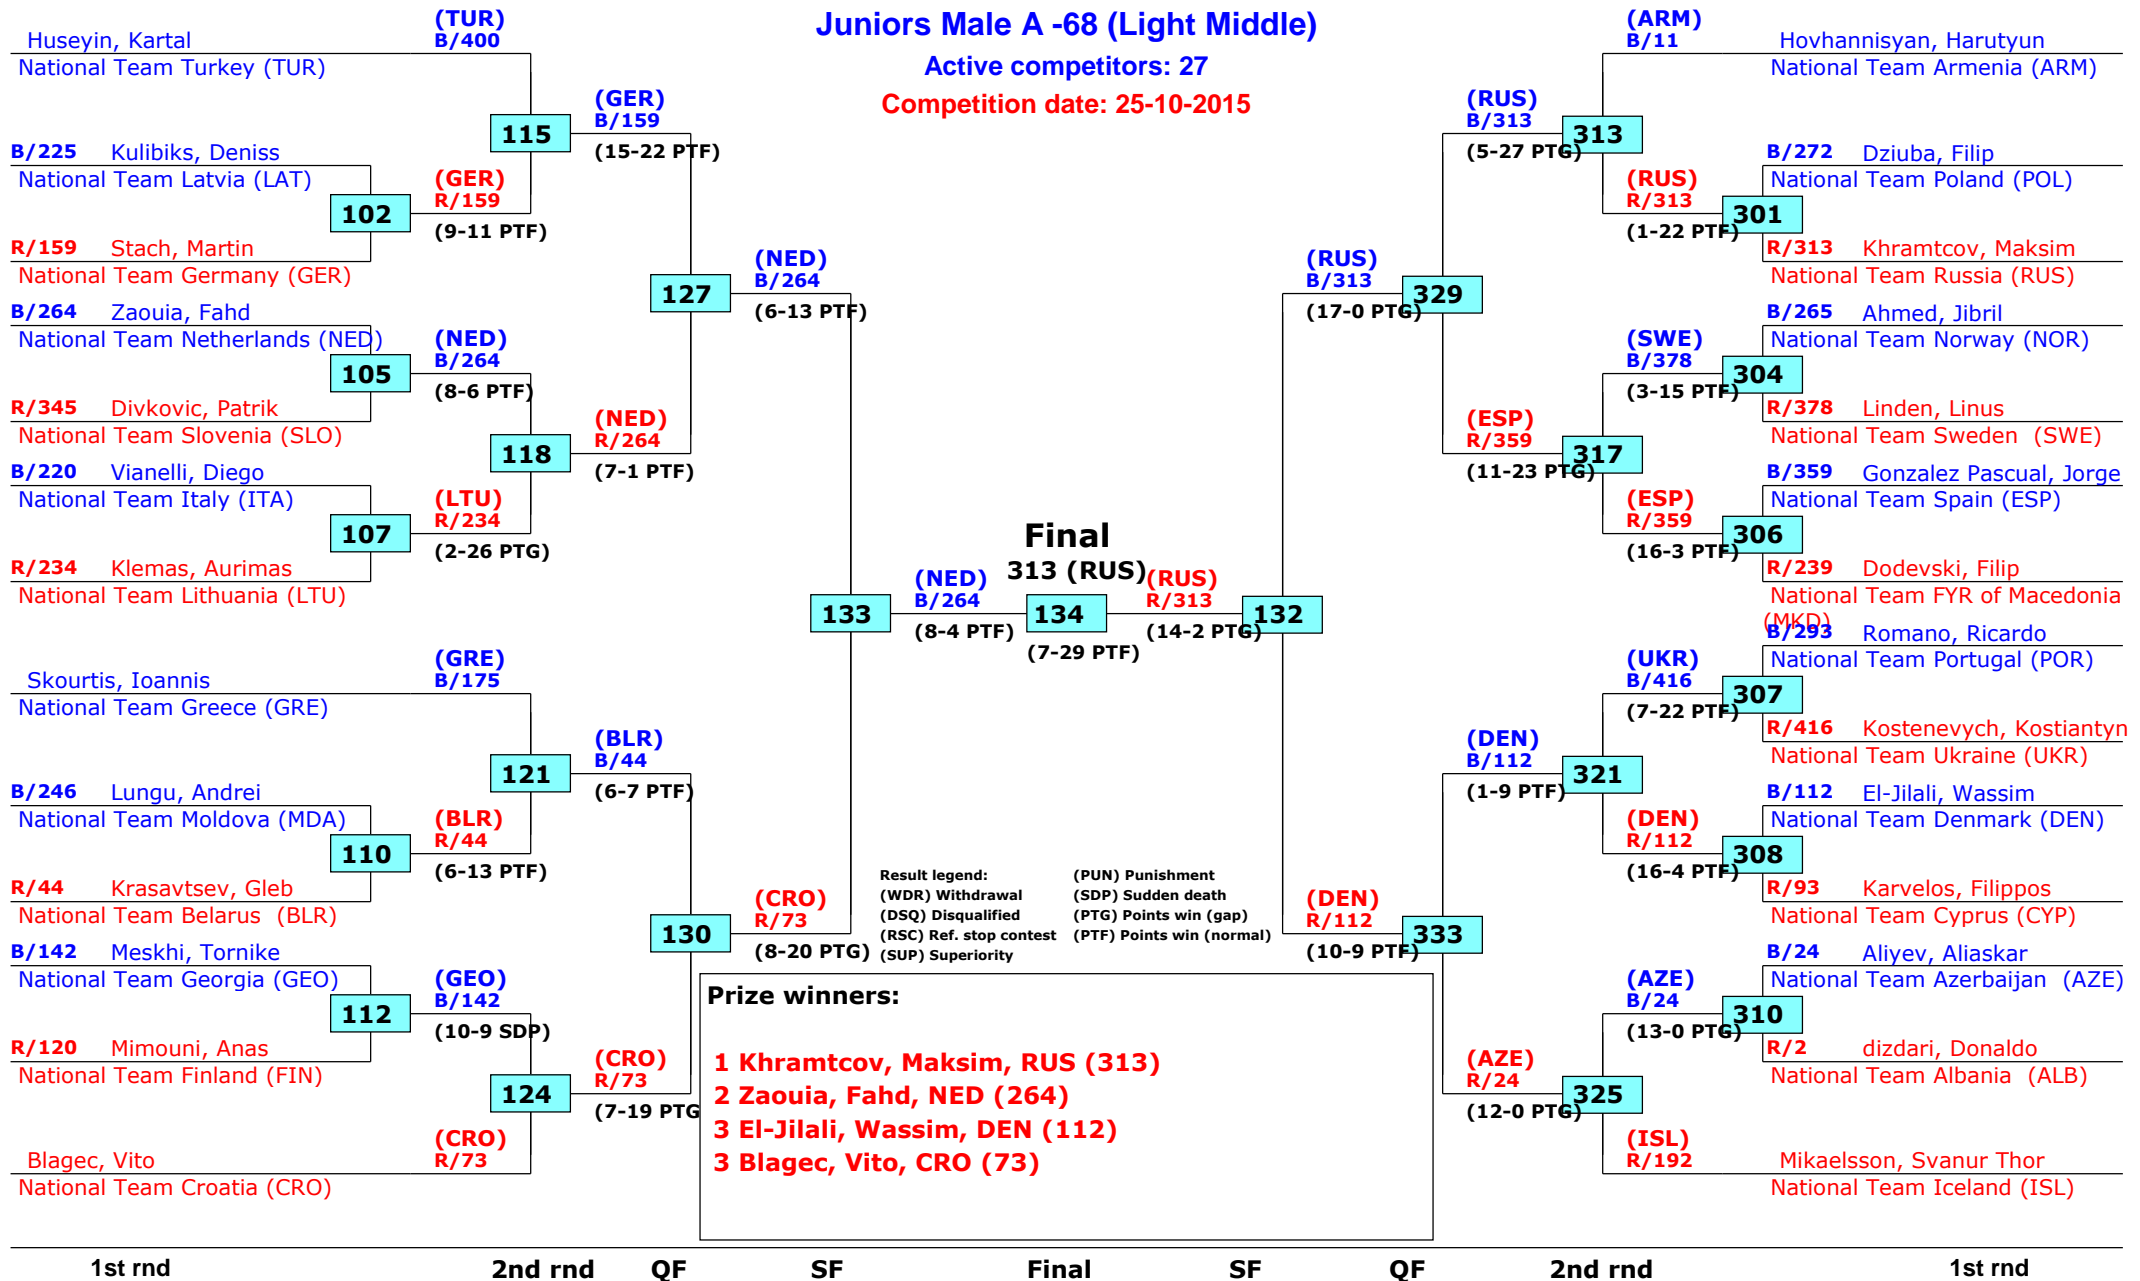 Juniors Male A -68 (Light Middle)
Active competitors: 27
Competition date: 25-10-2015
(TUR)
B/400
Huseyin, Kartal
National Team Turkey (TUR)
B/225 Kulibiks, Deniss
National Team Latvia (LAT)
R/159 Stach, Martin
National Team Germany (GER)
B/264 Zaouia, Fahd
National Team Netherlands (NED)
R/345 Divkovic, Patrik
National Team Slovenia (SLO)
B/220 Vianelli, Diego
National Team Italy (ITA)
R/234 Klemas, Aurimas
National Team Lithuania (LTU)
(GRE)
B/175
Skourtis, Ioannis
National Team Greece (GRE)
B/246 Lungu, Andrei
National Team Moldova (MDA)
R/44 Krasavtsev, Gleb
National Team Belarus (BLR)
B/142 Meskhi, Tornike
National Team Georgia (GEO)
R/120 Mimouni, Anas
National Team Finland (FIN)
(CRO)
R/73
Blagec, Vito
National Team Croatia (CRO)
102
(GER)
R/159
(9-11 PTF)
105
(NED)
B/264
(8-6 PTF)
107
(LTU)
R/234
(2-26 PTG)
110
(BLR)
R/44
(6-13 PTF)
112
(GEO)
B/142
(10-9 SDP)
115
(GER)
B/159
(15-22 PTF)
118
(NED)
R/264
(7-1 PTF)
121
(BLR)
B/44
(6-7 PTF)
124
(CRO)
R/73
(7-19 PTG
127
(NED)
B/264
(6-13 PTF)
130
(CRO)
R/73
(8-20 PTG)
133
(NED)
B/264
(8-4 PTF)
Final
313 (RUS)
134
(7-29 PTF)
(RUS)
R/313
(14-2 PTG)
132
(RUS)
B/313
(17-0 PTG)
329
(DEN)
R/112
(10-9 PTF)
333
(RUS)
B/313
(5-27 PTG)
313
(ESP)
R/359
(11-23 PTG)
317
(DEN)
B/112
(1-9 PTF)
321
(AZE)
R/24
(12-0 PTG)
325
(ARM)
B/11
Hovhannisyan, Harutyun
National Team Armenia (ARM)
(RUS)
R/313
(1-22 PTF)
301
B/272 Dziuba, Filip
National Team Poland (POL)
R/313 Khramtcov, Maksim
National Team Russia (RUS)
(SWE)
B/378
(3-15 PTF)
304
B/265 Ahmed, Jibril
National Team Norway (NOR)
R/378 Linden, Linus
National Team Sweden (SWE)
(ESP)
R/359
(16-3 PTF)
306
B/359 Gonzalez Pascual, Jorge
National Team Spain (ESP)
R/239 Dodevski, Filip
National Team FYR of Macedonia
(MKD)
(UKR)
B/416
(7-22 PTF)
307
B/293 Romano, Ricardo
National Team Portugal (POR)
R/416 Kostenevych, Kostiantyn
National Team Ukraine (UKR)
(DEN)
R/112
(16-4 PTF)
308
B/112 El-Jilali, Wassim
National Team Denmark (DEN)
R/93 Karvelos, Filippos
National Team Cyprus (CYP)
(AZE)
B/24
(13-0 PTG)
310
B/24 Aliyev, Aliaskar
National Team Azerbaijan (AZE)
R/2 dizdari, Donaldo
National Team Albania (ALB)
(ISL)
R/192
Mikaelsson, Svanur Thor
National Team Iceland (ISL)
Result legend: (PUN) Punishment
(WDR) Withdrawal (SDP) Sudden death
(DSQ) Disqualified (PTG) Points win (gap)
(RSC) Ref. stop contest (PTF) Points win (normal)
(SUP) Superiority
Prize winners:
1 Khramtcov, Maksim, RUS (313)
2 Zaouia, Fahd, NED (264)
3 El-Jilali, Wassim, DEN (112)
3 Blagec, Vito, CRO (73)
1st rnd 2nd rnd QF SF Final SF QF 2nd rnd 1st rnd